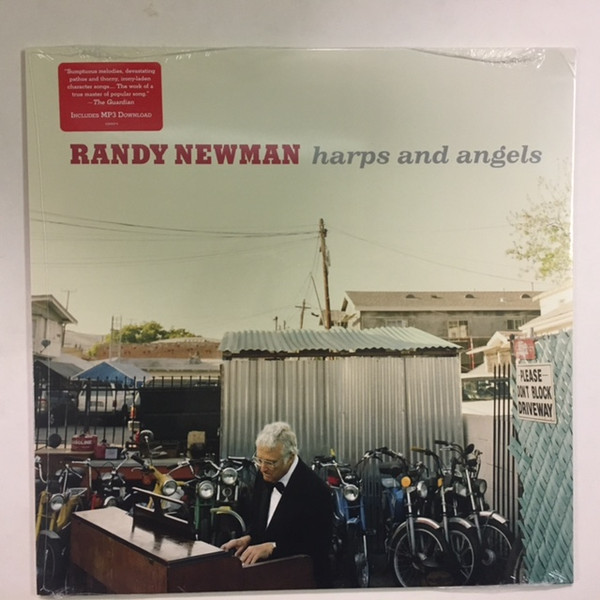 "Sumptuous melodies, devastating
pathos and thorny, irony-laden
character songs.... The work of a
true master of popular song."
—The Guardian
INCLUDES MP3 DOWNLOAD
RANDY NEWMAN harps and angels
PLEASE
DON'T BLOCK
DRIVEWAY